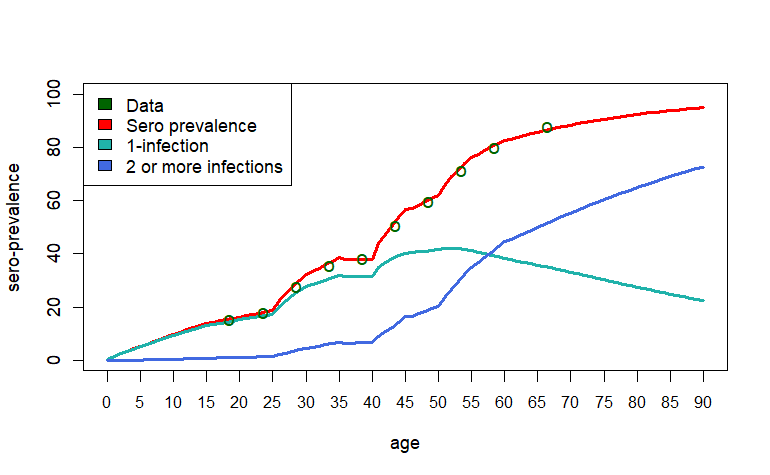 Data
Sero prevalence
1-infection
2 or more infections
100
80
60
40
20
0
sero-prevalence
0 5 10 15 20 25 30 35 40 45 50 55 60 65 70 75 80 85 90
age